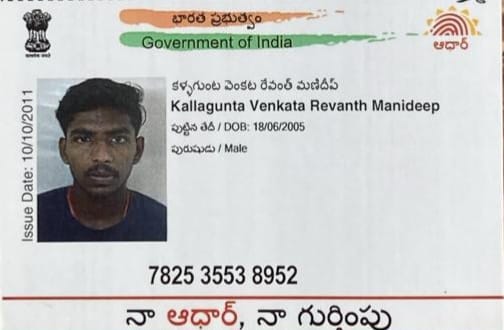 భారత ప్రభుత్వం
Government of India
ఆధార్
Issue Date: 10/10/2011
కళ్ళగుంట వెంకట రేవంత్ మణిదీప్
Kallagunta Venkata Revanth Manideep
పుట్టిన తేదీ / DOB: 18/06/2005
పురుషుడు / Male
7825 3553 8952
నా ఆధార్, నా గుర్తింపు